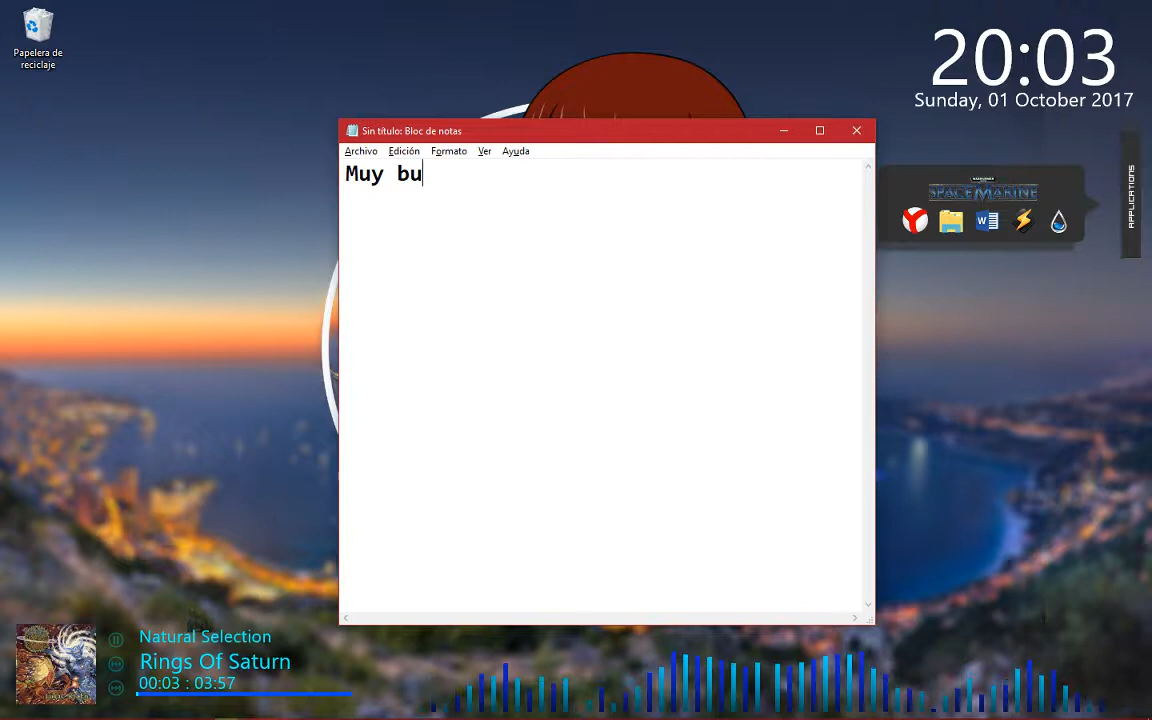 Papelera de
reciclaje
20:03
Sunday, 01 October 2017
Sin título: Bloc de notas
Archivo Edición Formato Ver Ayuda
Muy bu
SPACE MARINE
APPLICATIONS
Natural Selection
Rings Of Saturn
00:03 : 03:57